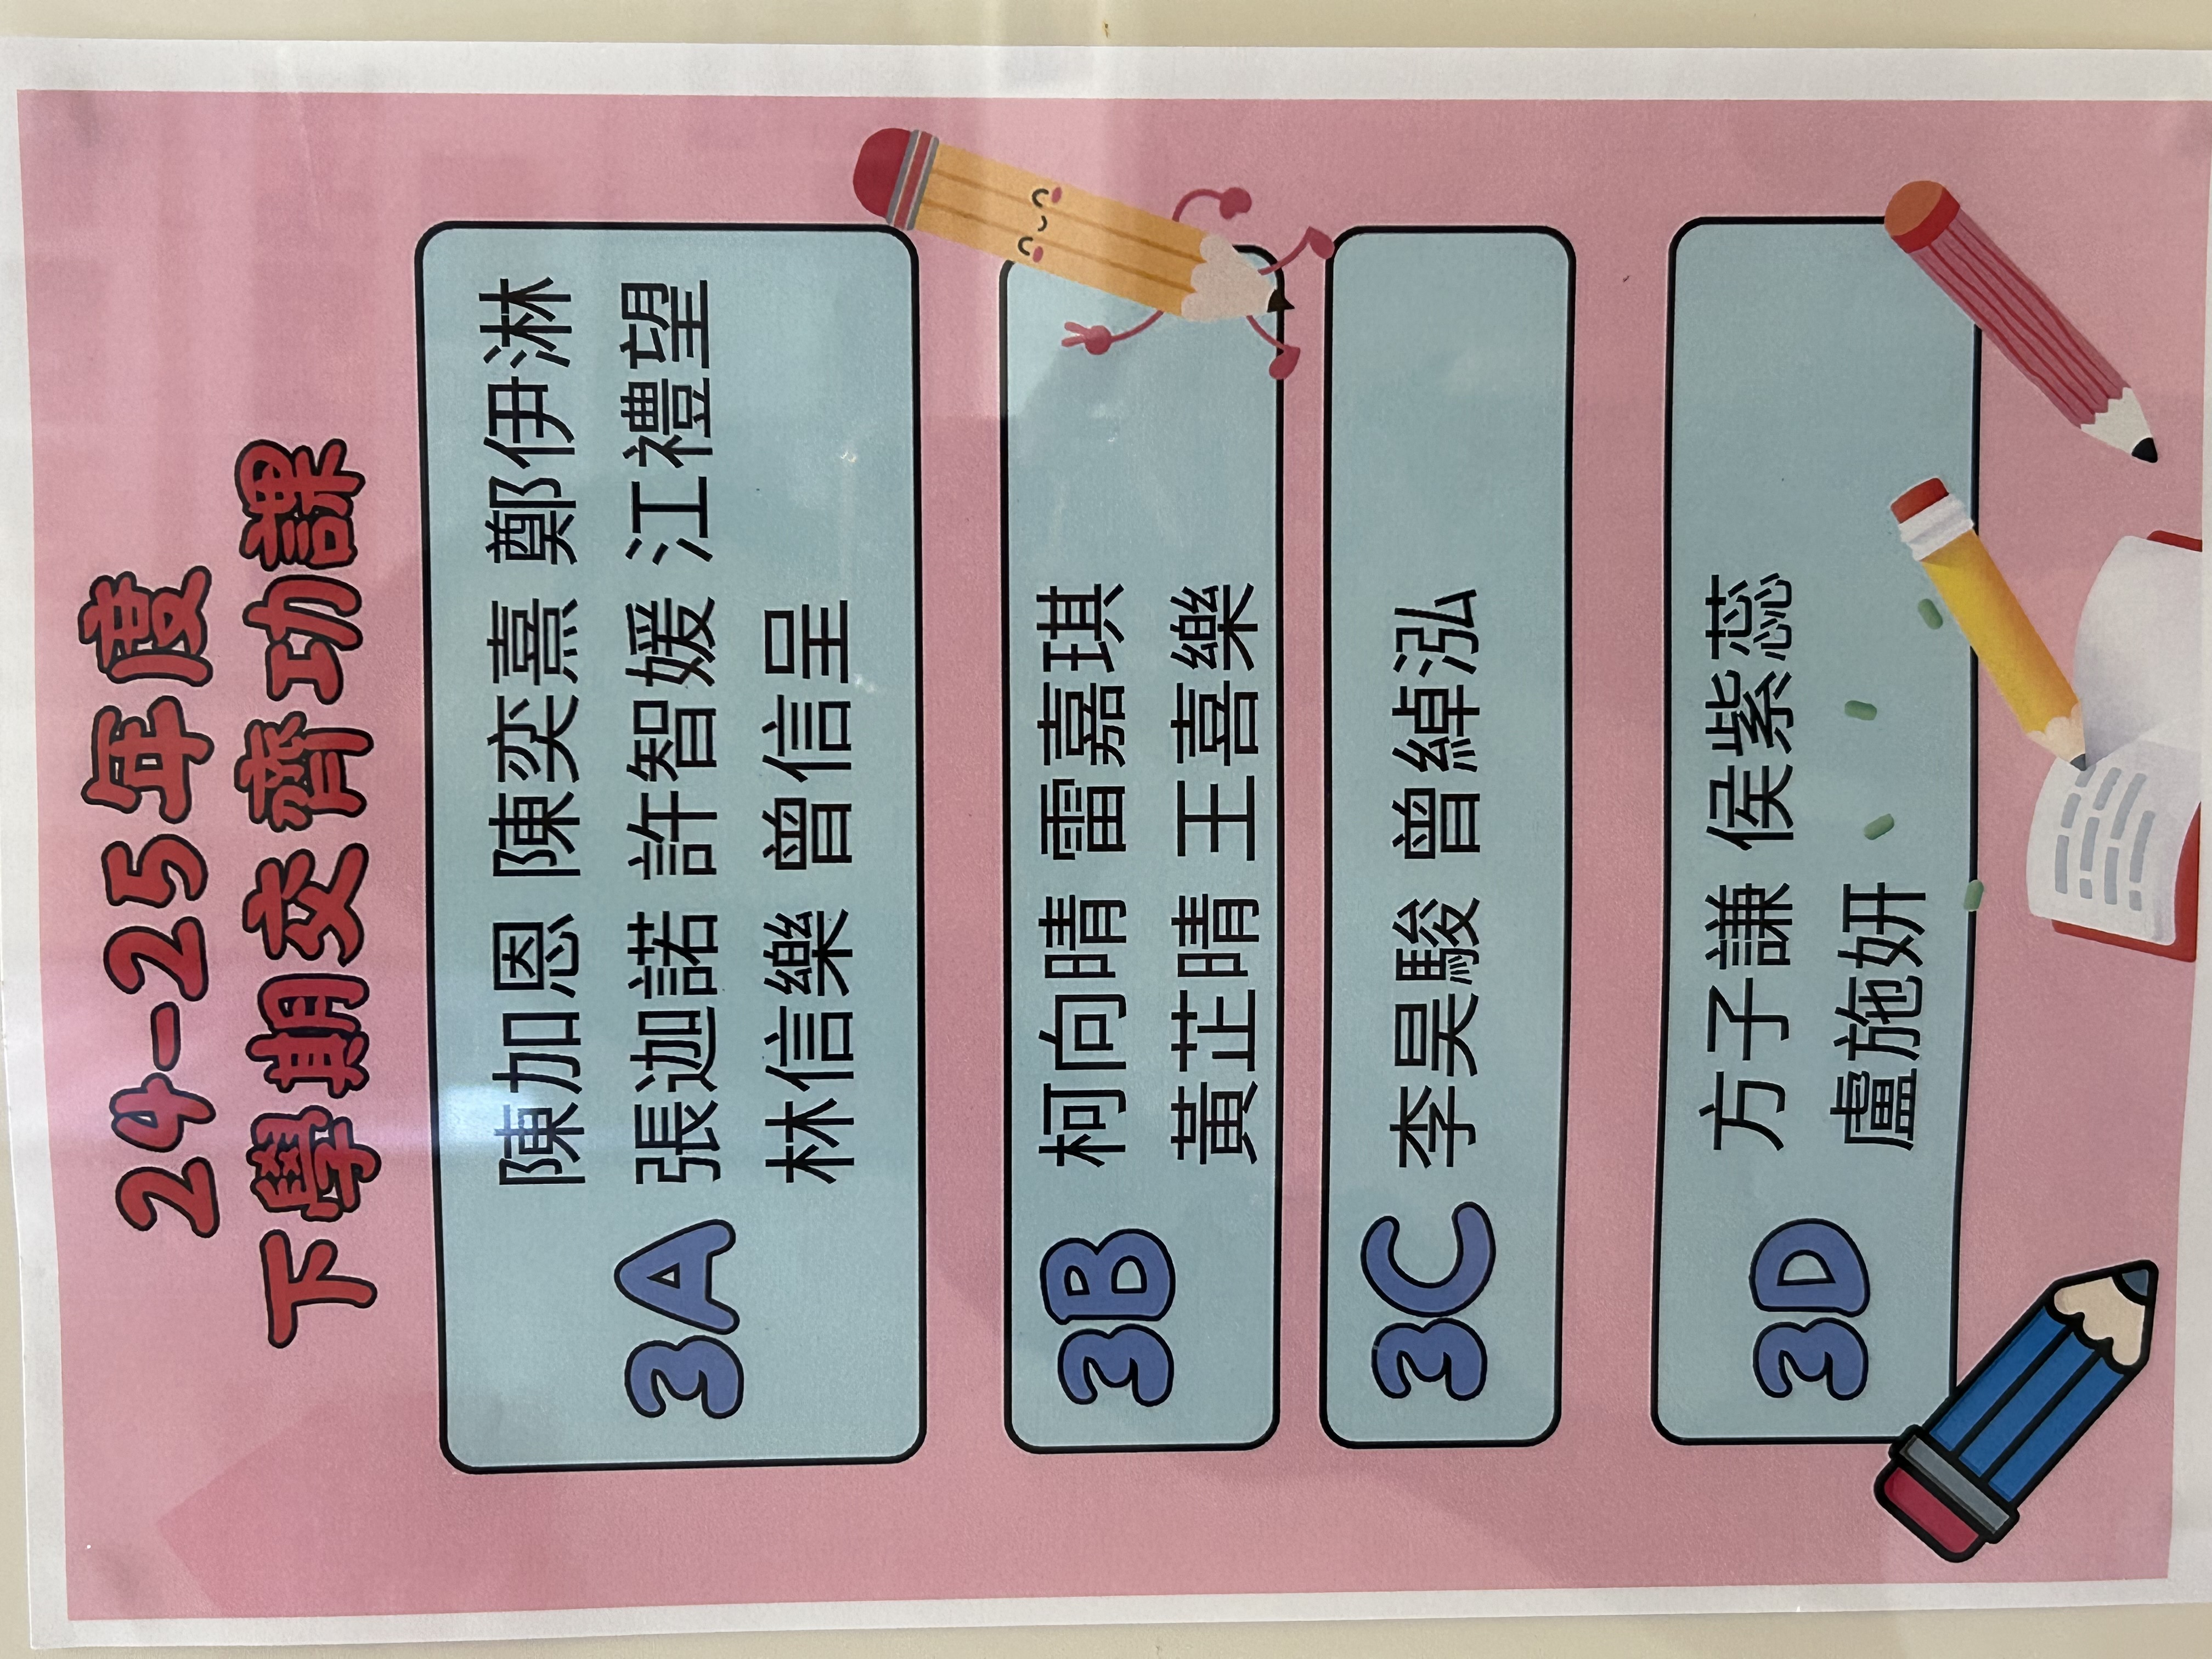 24-25年度
下學期交齊功課
3A
陳加恩 陳奕熹 鄭伊淋
張迦諾 許智媛 江禮望
林信樂 曾信呈
3B
柯向晴 雷嘉琪
黃芷晴 王喜樂
3C
李昊駿 曾綽泓
3D
方子謙 侯紫蕊
盧施妍